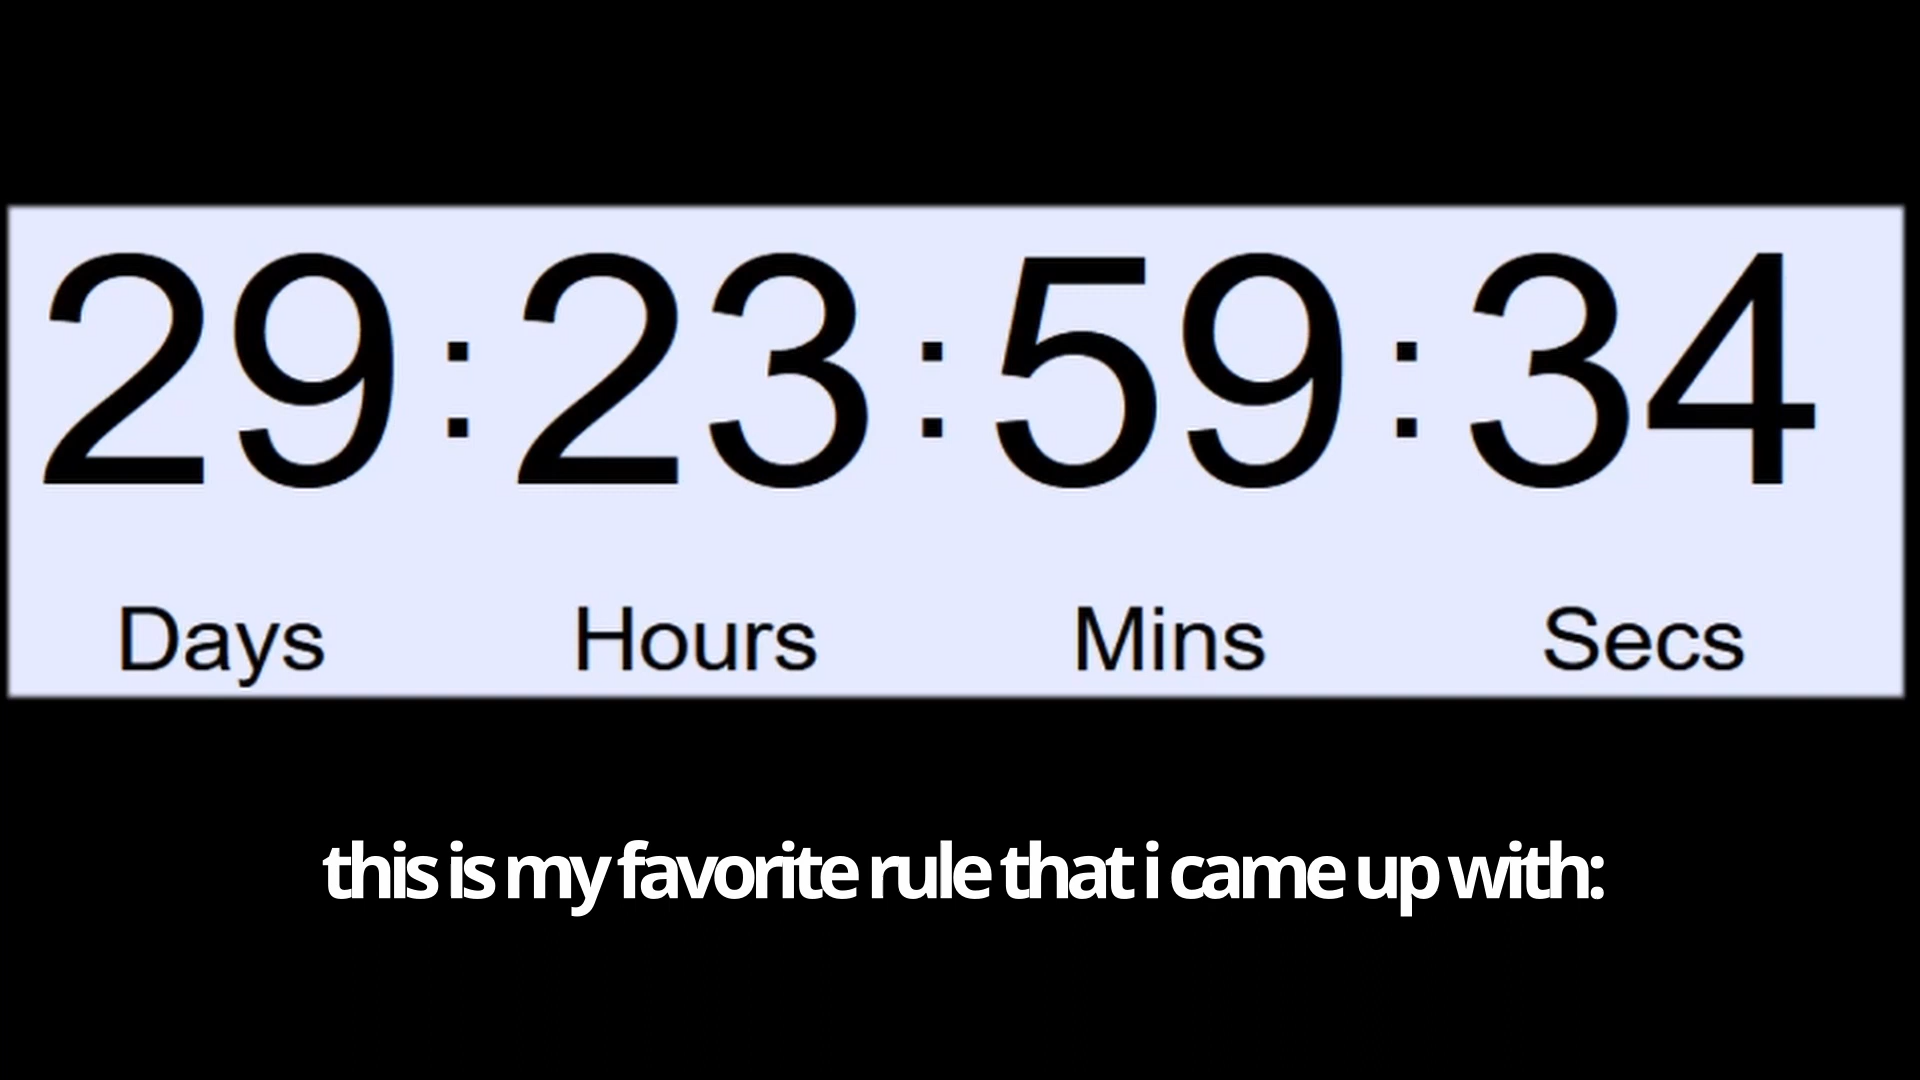 29 : 23 : 59 : 34
Days Hours Mins Secs
this is my favorite rule that i came up with: